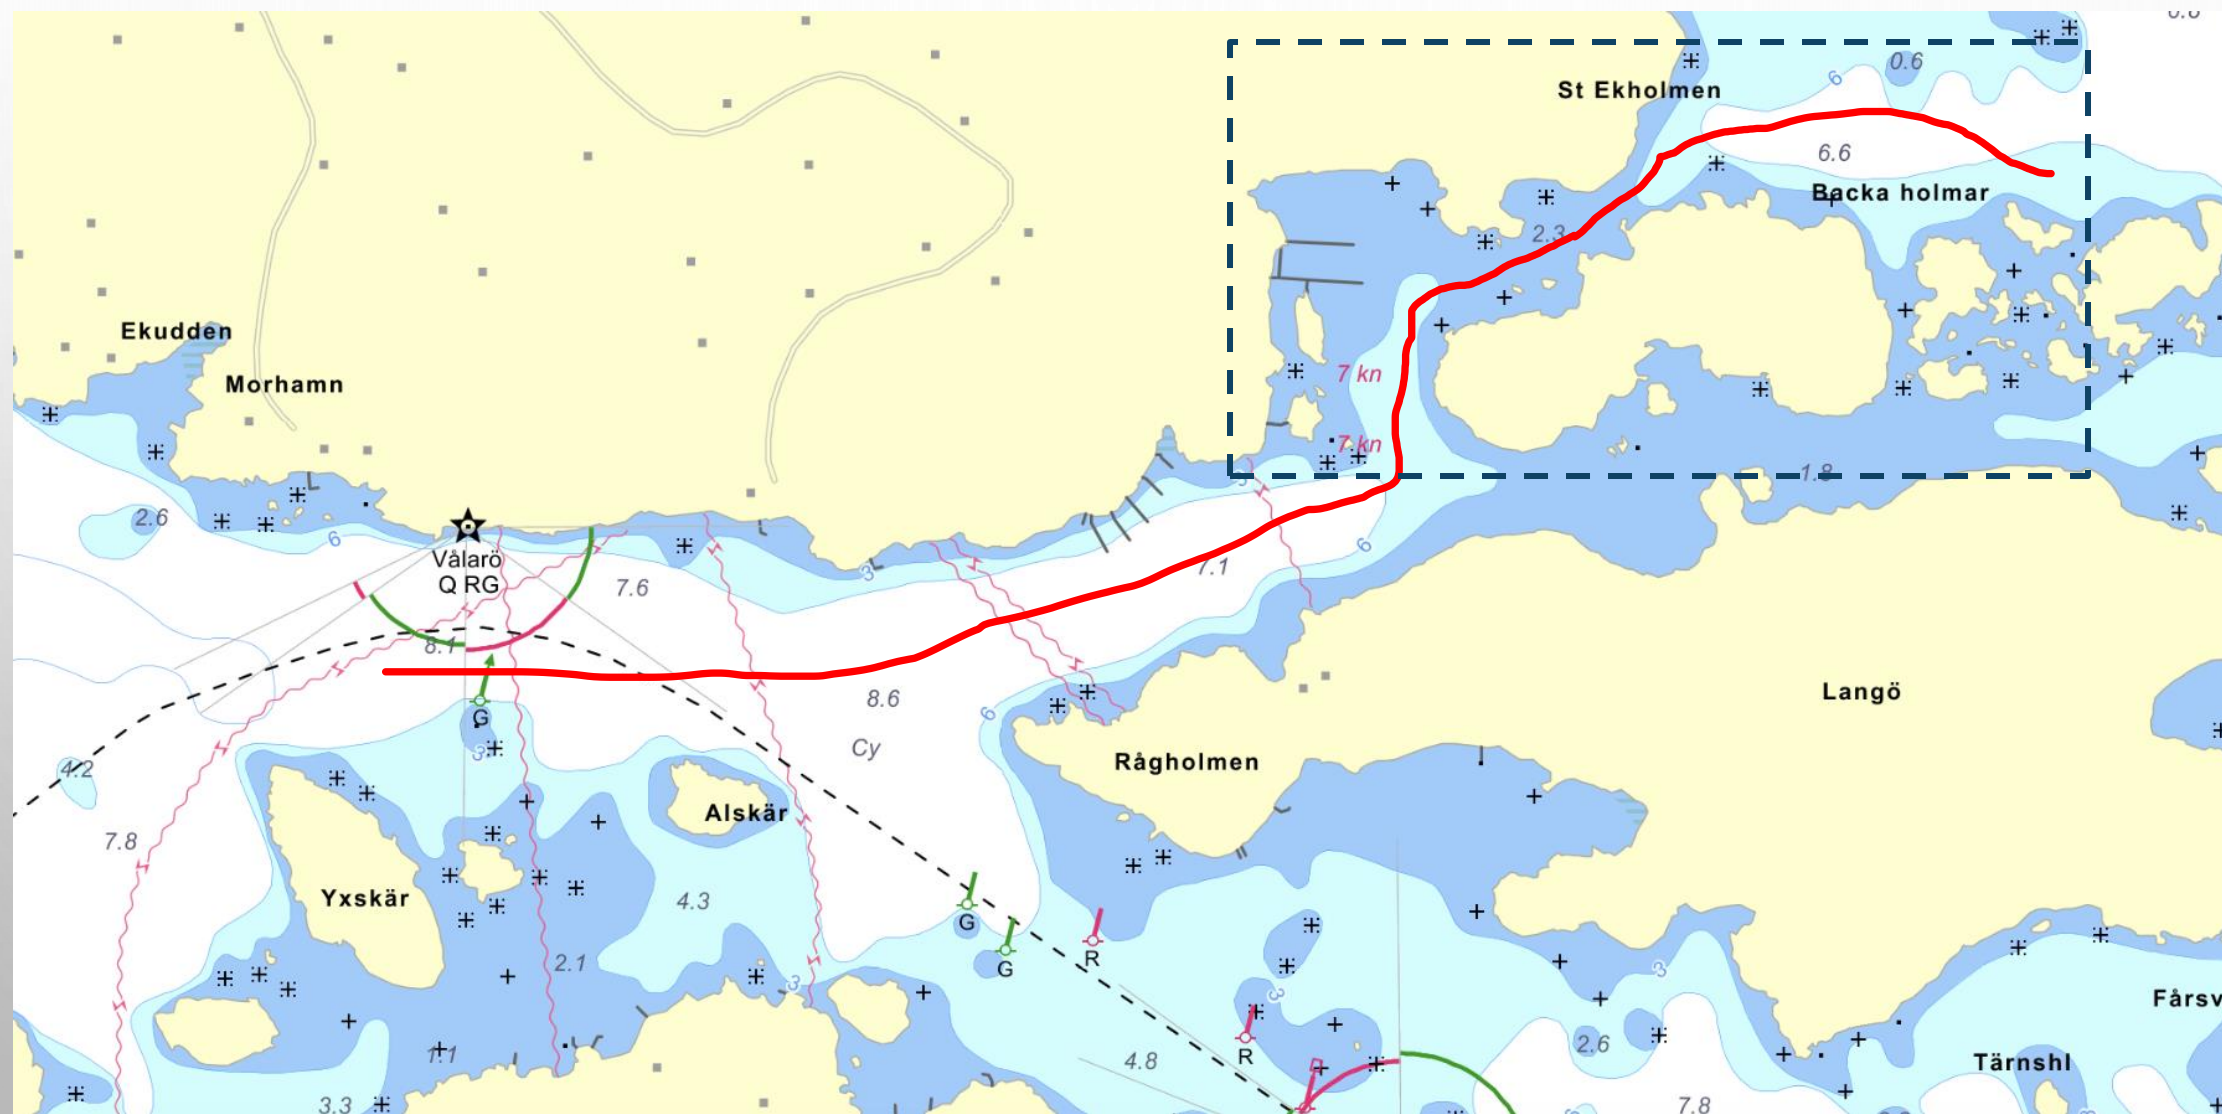 0.6
6
St Ekholmen
6.6
Backa holmar
2.3
Ekudden
7 kn
Morhamn
7 kn
3
1.8
2.6
6
Vålarö
Q RG
7.6
3
7.1
6
8.1
8.6
6
Langö
G
Cy
3
4.2
Rågholmen
7.8
Alskär
Yxskär
4.3
G
R
G
2.1
3
3
3
Fårsv
1.1
R
4.8
2.6
Tärnshl
3.3
7.8